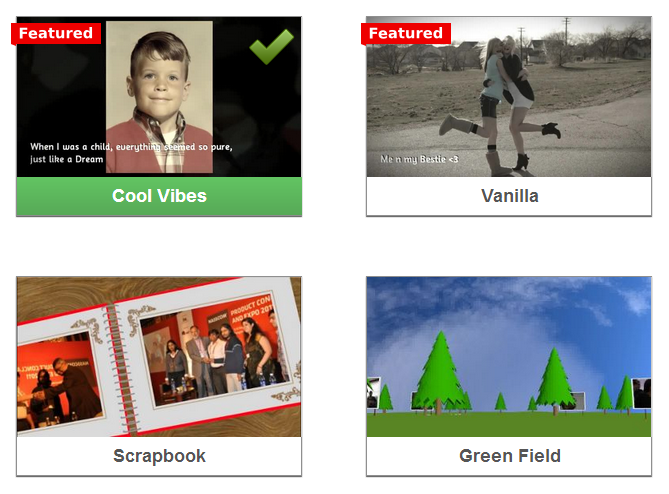 Featured
When I was a child, everything seemed so pure,
just like a Dream
Cool Vibes
Featured
Me n my Bestie <3
Vanilla
PRODUCT CON
AND EXPO 201
Scrapbook
Green Field